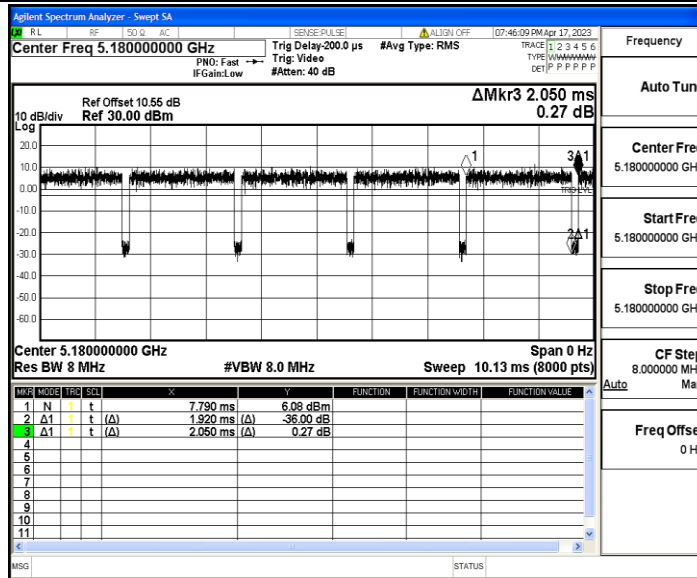 Agilent Spectrum Analyzer - Swept SA
RL RF 50 Ω AC SENSE:PULSE ALIGN OFF 07:46:09 PM Apr 17, 2023
Center Freq 5.180000000 GHz
PNO: Fast
IFGain:Low
Trig Delay-200.0 µs
Trig: Video
#Atten: 40 dB
#Avg Type: RMS
TRACE 1 2 3 4 5 6
TYPE WWWWWW
DET P P P P P P
Ref Offset 10.55 dB
10 dB/div Ref 30.00 dBm
Log
ΔMkr3 2.050 ms
0.27 dB
20.0
10.0
0.00
-10.0
-20.0
-30.0
-40.0
-50.0
-60.0
1
3Δ1
TRIG LVL
2Δ1
Center 5.180000000 GHz Span 0 Hz
Res BW 8 MHz #VBW 8.0 MHz Sweep 10.13 ms (8000 pts)
MKR MODE TRC SCL X Y FUNCTION FUNCTION WIDTH FUNCTION VALUE
1 N 1 t 7.790 ms 6.08 dBm
2 Δ1 1 t (Δ) 1.920 ms (Δ) -36.00 dB
3 Δ1 1 t (Δ) 2.050 ms (Δ) 0.27 dB
4
5
6
7
8
9
10
11
MSG STATUS
Frequency
Auto Tun
Center Fre
5.180000000 GH
Start Fre
5.180000000 GH
Stop Fre
5.180000000 GH
CF Step
8.000000 MH
Auto Ma
Freq Offse
0 H